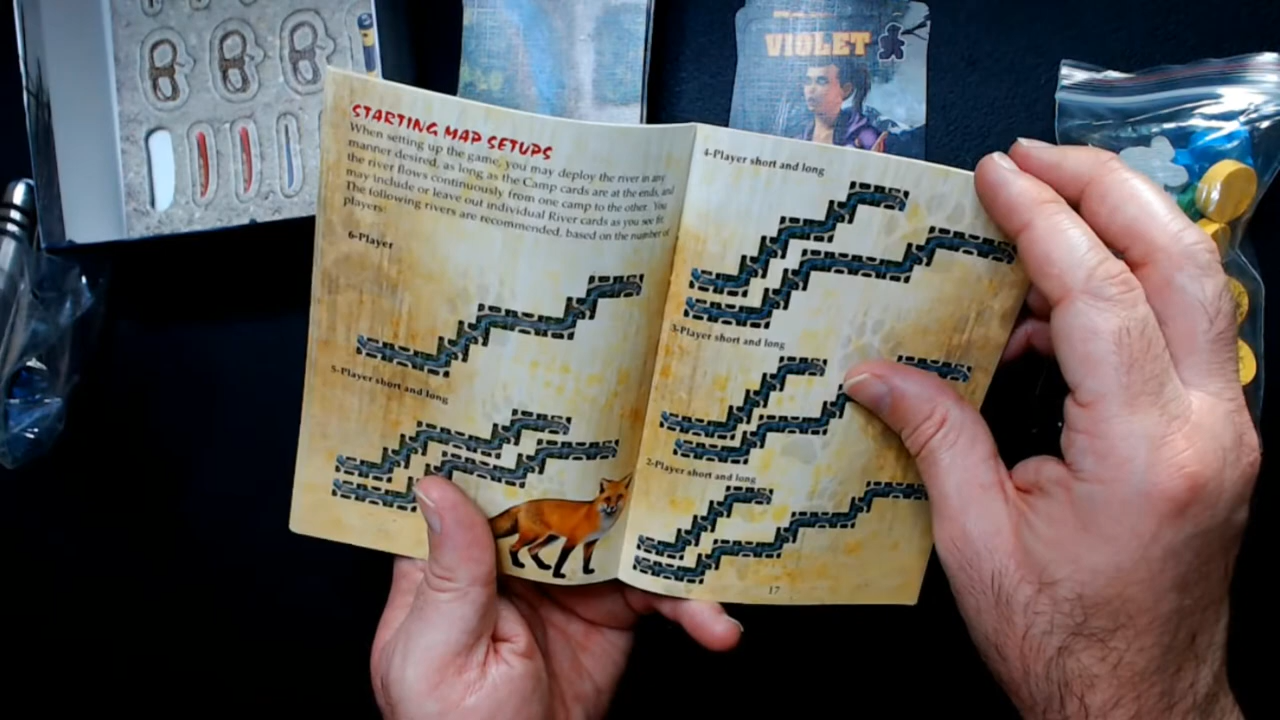 VIOLET
STARTING MAP SETUPS
When setting up the game, you may deploy the river in any
manner desired, as long as the Camp cards are at the ends, and
the river flows continuously from one camp to the other. You
may include or leave out individual River cards as you see fit.
The following rivers are recommended, based on the number of
players:
6-Player
5-Player short and long
4-Player short and long
3-Player short and long
2-Player short and long
17